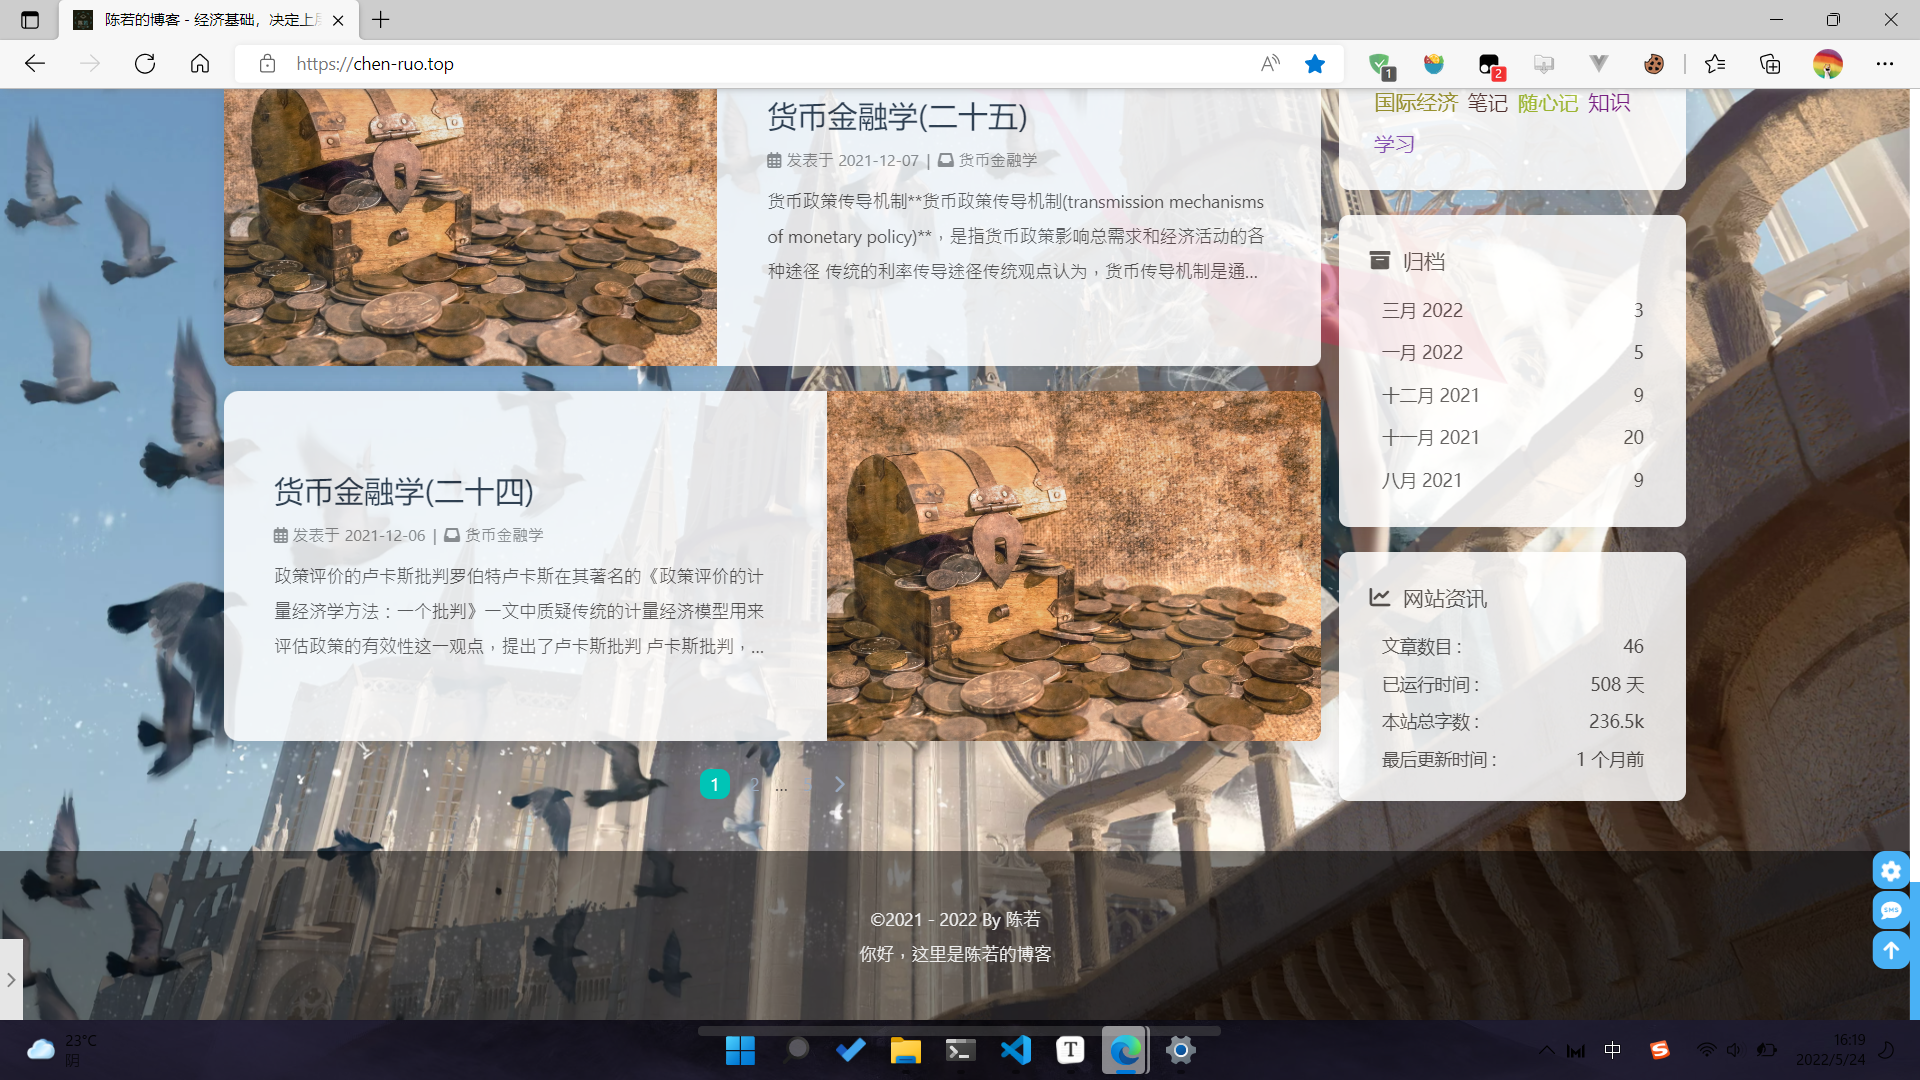 陈若的博客 - 经济基础，决定上
https://chen-ruo.top
1
2
货币金融学(二十五)
发表于 2021-12-07 | 货币金融学
货币政策传导机制**货币政策传导机制(transmission mechanisms
of monetary policy)**，是指货币政策影响总需求和经济活动的各
种途径 传统的利率传导途径传统观点认为，货币传导机制是通...
货币金融学(二十四)
发表于 2021-12-06 | 货币金融学
政策评价的卢卡斯批判罗伯特卢卡斯在其著名的《政策评价的计
量经济学方法：一个批判》一文中质疑传统的计量经济模型用来
评估政策的有效性这一观点，提出了卢卡斯批判 卢卡斯批判，...
1 2 ...
国际经济 笔记 随心记 知识
学习
归档
三月 2022 3
一月 2022 5
十二月 2021 9
十一月 2021 20
八月 2021 9
网站资讯
文章数目 : 46
已运行时间 : 508 天
本站总字数 : 236.5k
最后更新时间 : 1 个月前
©2021 - 2022 By 陈若
你好，这里是陈若的博客
SMS
23°C
阴
T
中
S
16:19
2022/5/24